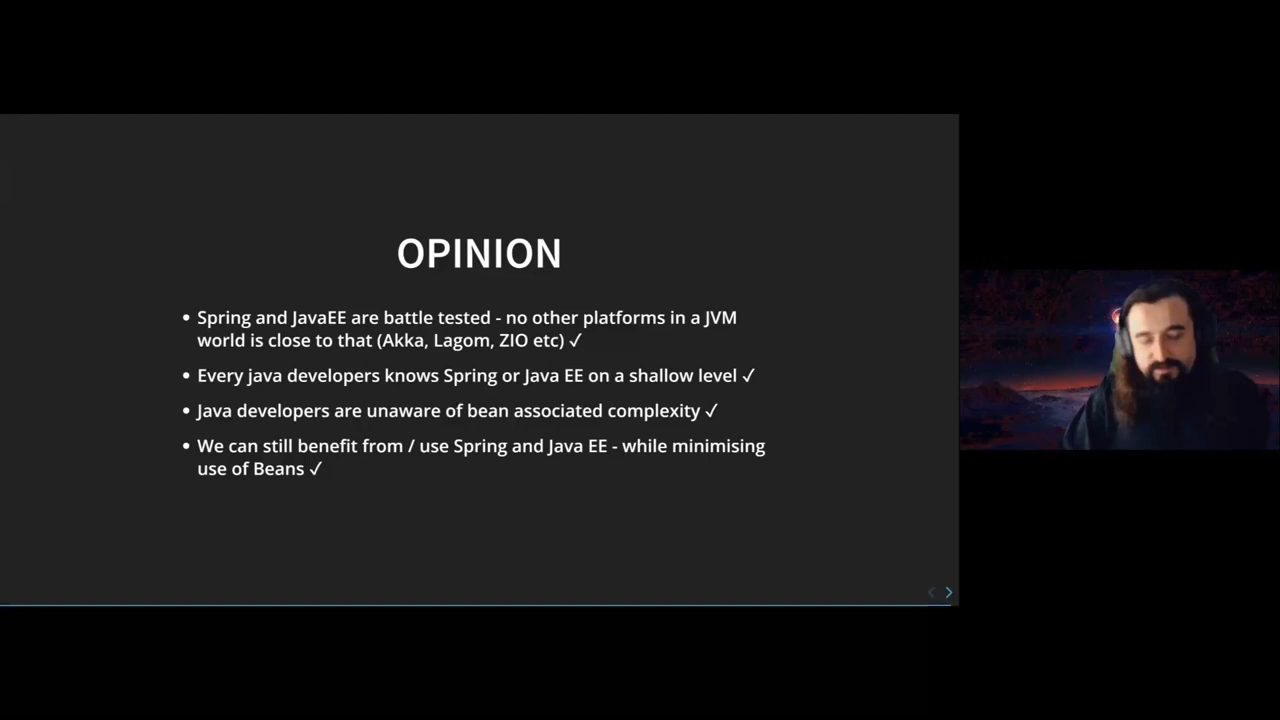 OPINION
• Spring and JavaEE are battle tested - no other platforms in a JVM
world is close to that (Akka, Lagom, ZIO etc) ✓
• Every java developers knows Spring or Java EE on a shallow level ✓
• Java developers are unaware of bean associated complexity ✓
• We can still benefit from / use Spring and Java EE - while minimising
use of Beans ✓